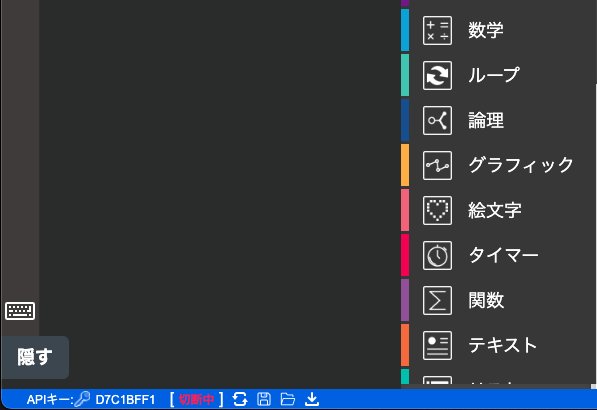 数学
ループ
論理
グラフィック
絵文字
タイマー
関数
テキスト
隠す
APIキー: D7C1BFF1 [ 切断中 ]